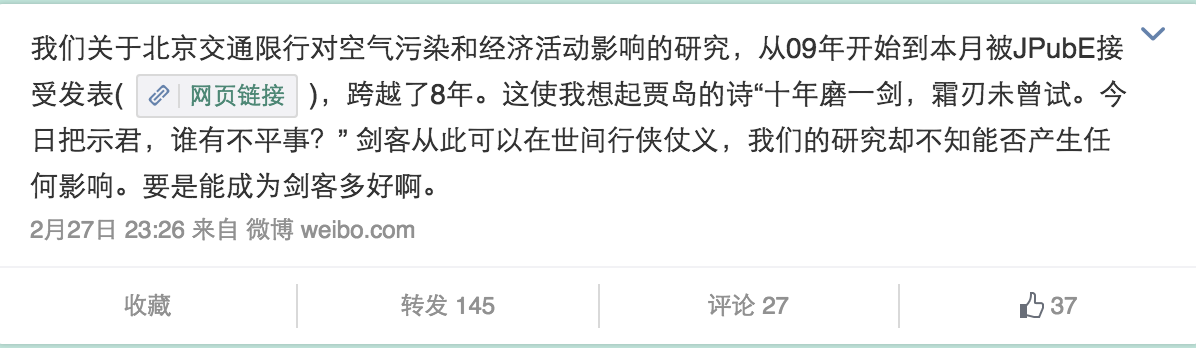 我们关于北京交通限行对空气污染和经济活动影响的研究，从09年开始到本月被JPubE接
受发表( 网页链接 )，跨越了8年。这使我想起贾岛的诗“十年磨一剑，霜刃未曾试。今
日把示君，谁有不平事？” 剑客从此可以在世间行侠仗义，我们的研究却不知能否产生任
何影响。要是能成为剑客多好啊。
2月27日 23:26 来自 微博 weibo.com
收藏 转发 145 评论 27 37